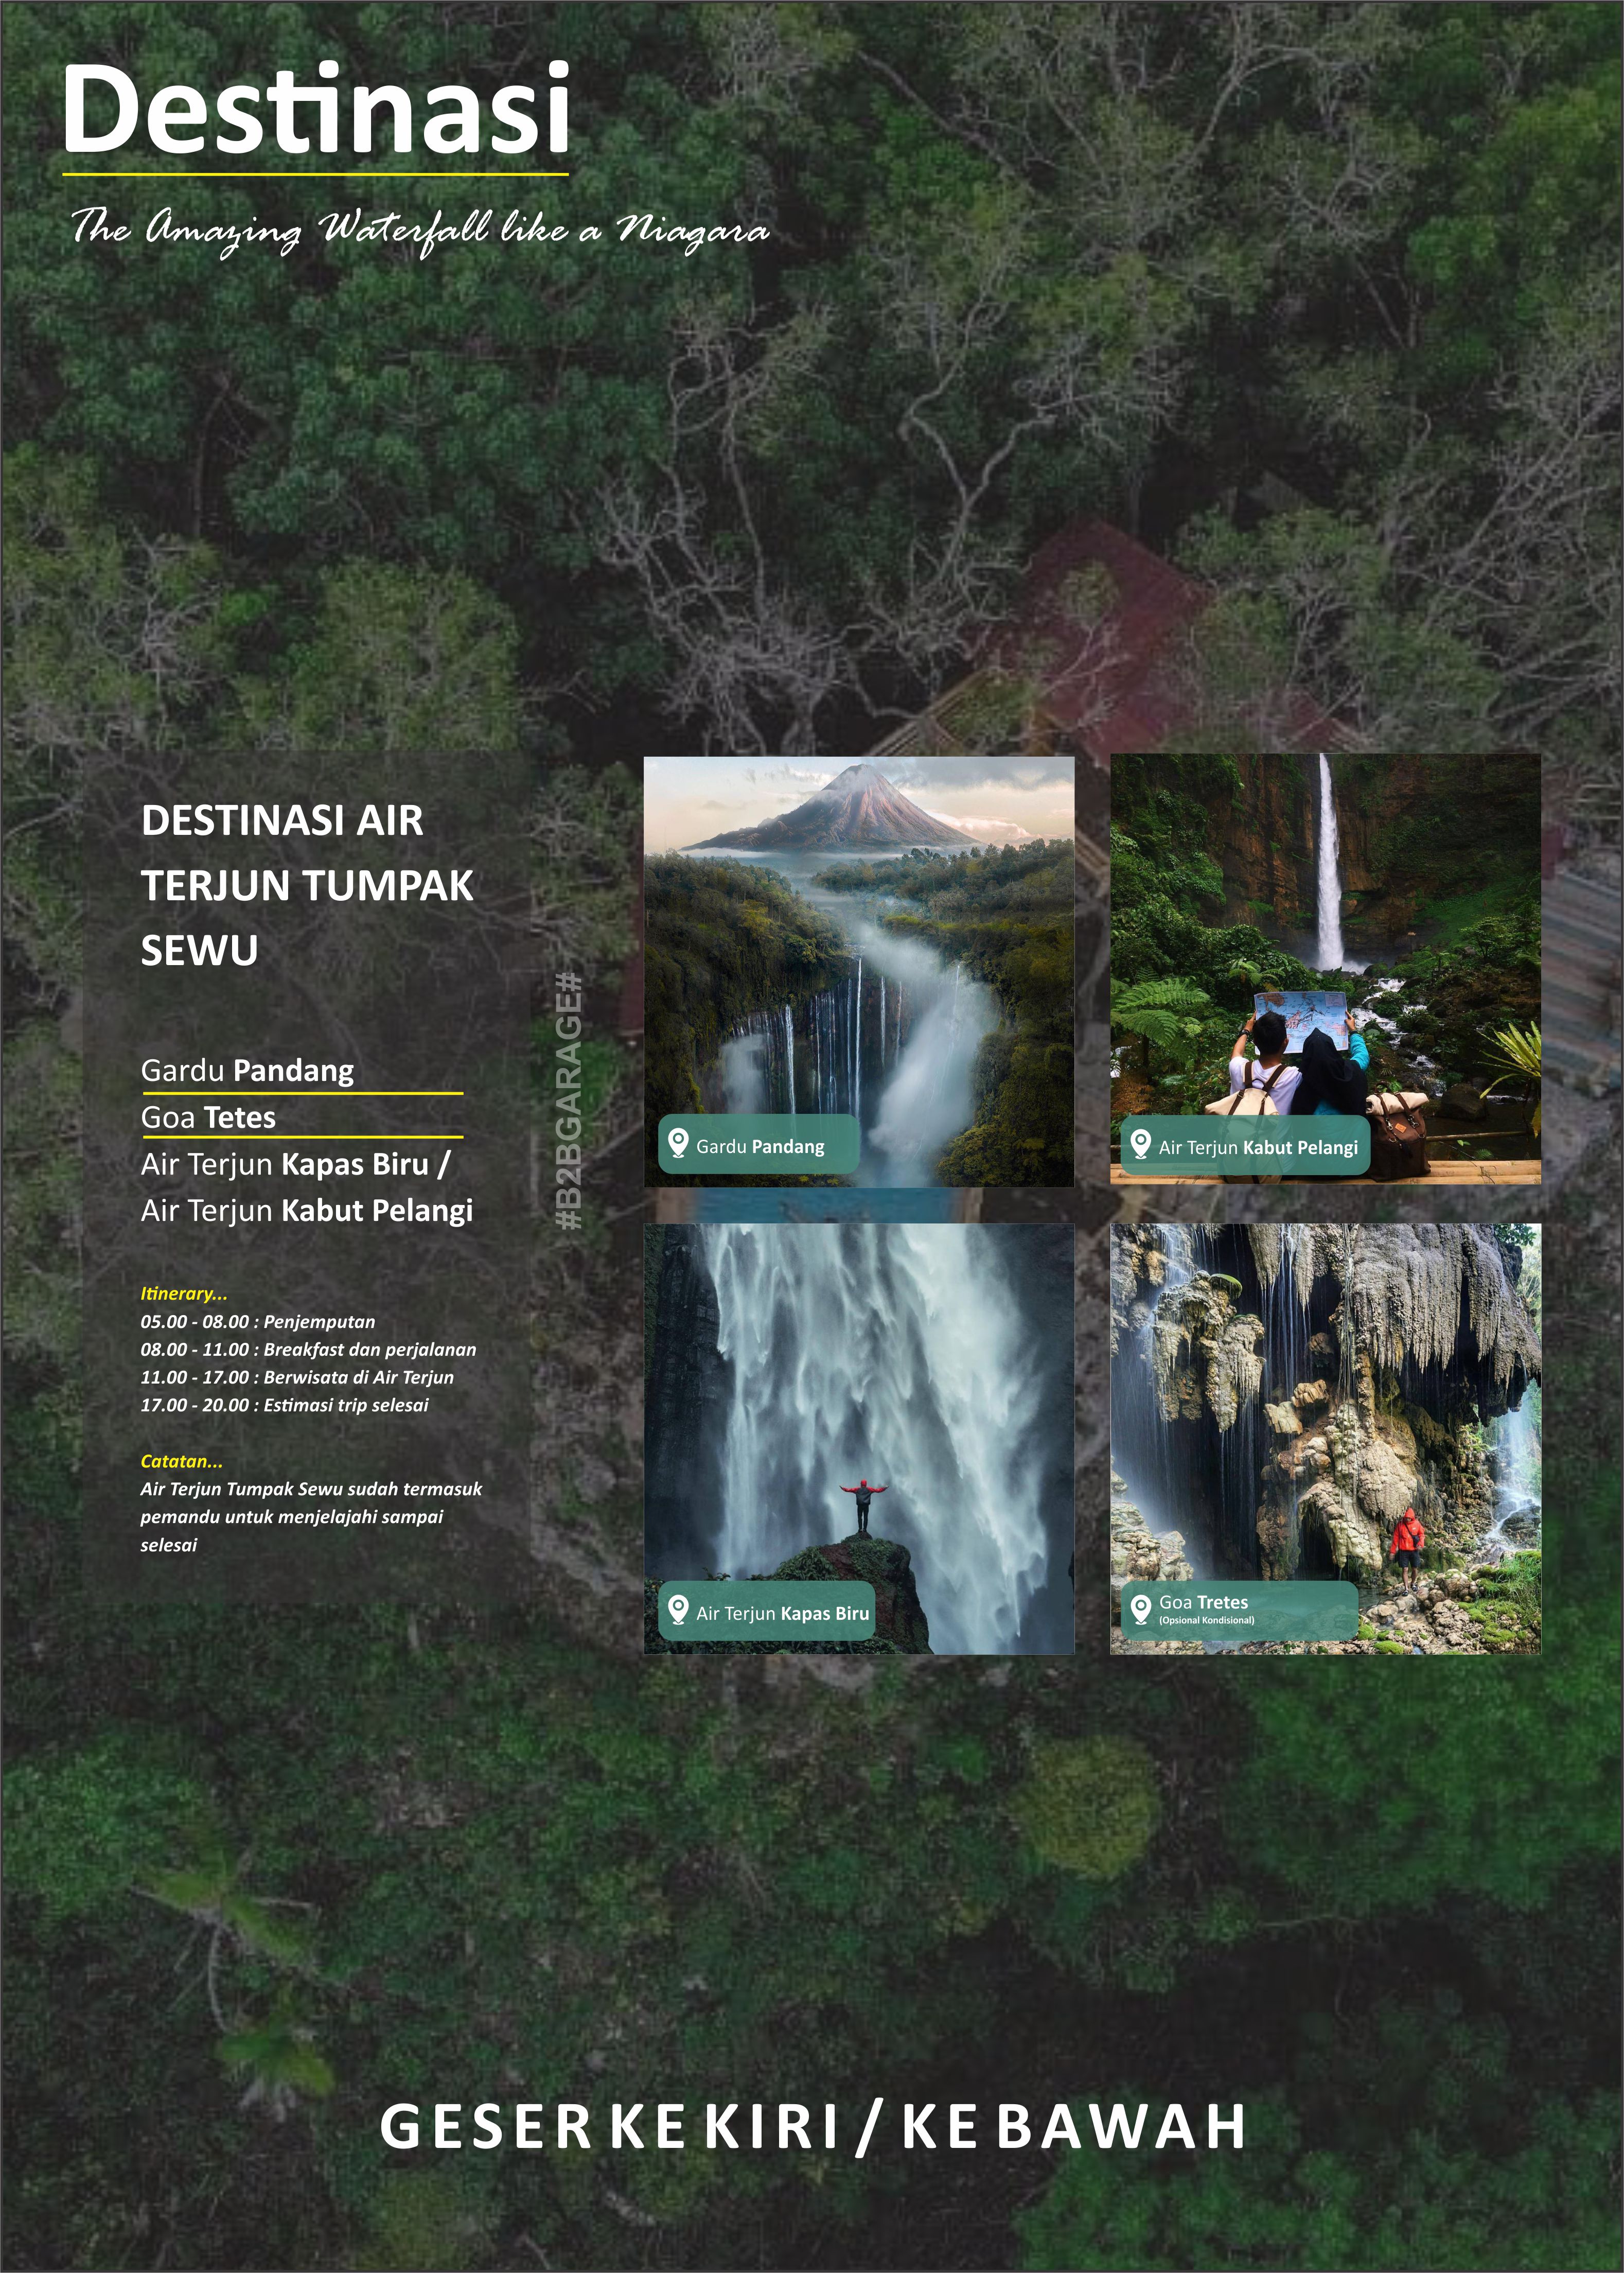 Destinasi
The Amazing Waterfall like a Niagara
DESTINASI AIR
TERJUN TUMPAK
SEWU
Gardu Pandang
Goa Tetes
Air Terjun Kapas Biru /
Air Terjun Kabut Pelangi
Itinerary...
05.00 - 08.00 : Penjemputan
08.00 - 11.00 : Breakfast dan perjalanan
11.00 - 17.00 : Berwisata di Air Terjun
17.00 - 20.00 : Estimasi trip selesai
Catatan...
Air Terjun Tumpak Sewu sudah termasuk
pemandu untuk menjelajahi sampai
selesai
#B2BGARAGE#
Gardu Pandang
Air Terjun Kabut Pelangi
Air Terjun Kapas Biru
Goa Tretes
(Opsional Kondisional)
GESER KE KIRI / KE BAWAH